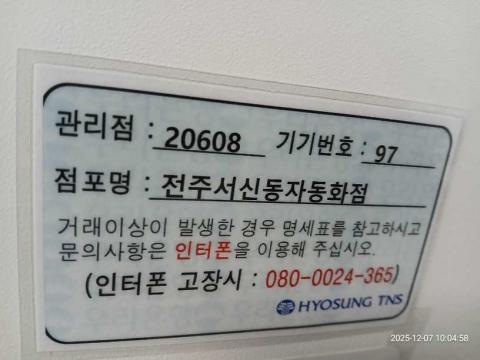 관리점 : 20608 기기번호 : 97
점포명 : 전주서신동자동화점
거래이상이 발생한 경우 명세표를 참고하시고
문의사항은 인터폰을 이용해 주십시오.
(인터폰 고장시 : 080-0024-365)
HYOSUNG TNS
2025-12-07 10:04:58